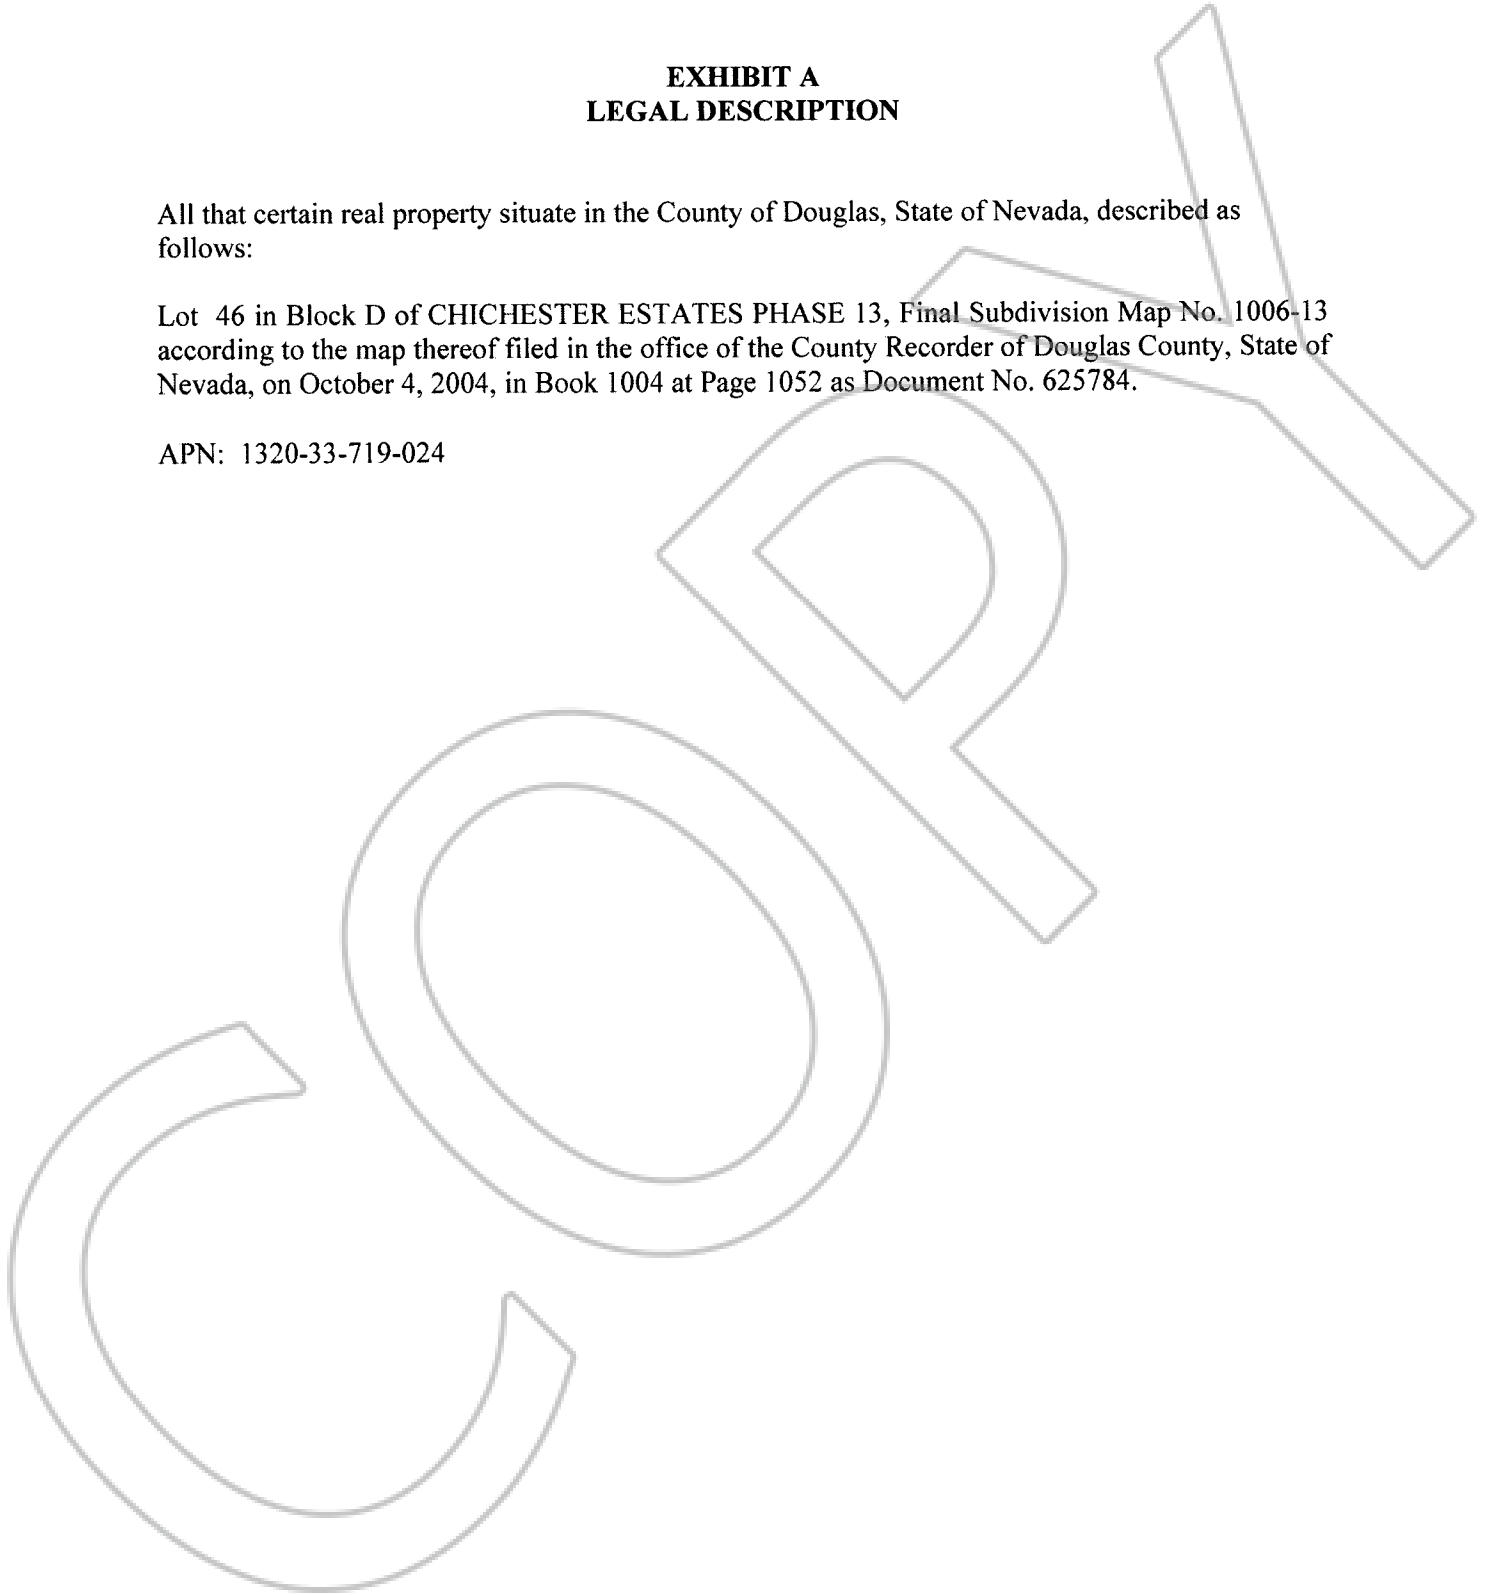 EXHIBIT A
LEGAL DESCRIPTION
All that certain real property situate in the County of Douglas, State of Nevada, described as
follows:
Lot 46 in Block D of CHICHESTER ESTATES PHASE 13, Final Subdivision Map No. 1006-13
according to the map thereof filed in the office of the County Recorder of Douglas County, State of
Nevada, on October 4, 2004, in Book 1004 at Page 1052 as Document No. 625784.
APN: 1320-33-719-024
COPY